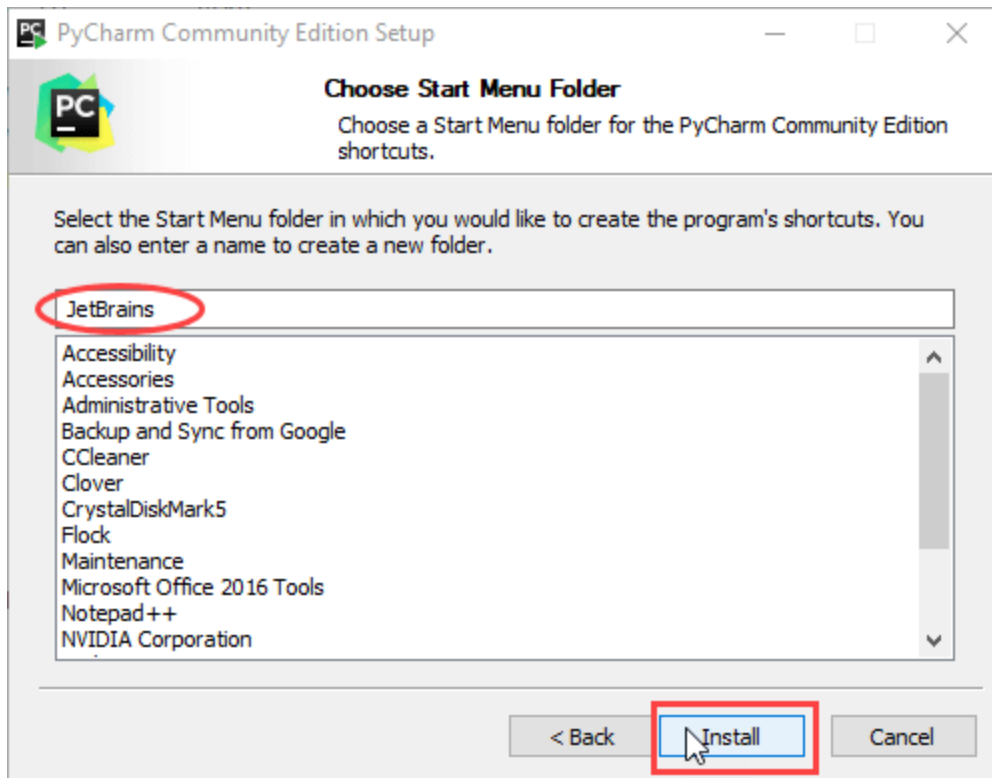 PyCharm Community Edition Setup
PC
Choose Start Menu Folder
Choose a Start Menu folder for the PyCharm Community Edition
shortcuts.
Select the Start Menu folder in which you would like to create the program's shortcuts. You
can also enter a name to create a new folder.
JetBrains
Accessibility
Accessories
Administrative Tools
Backup and Sync from Google
CCleaner
Clover
CrystalDiskMark5
Flock
Maintenance
Microsoft Office 2016 Tools
Notepad++
NVIDIA Corporation
< Back
Install
Cancel